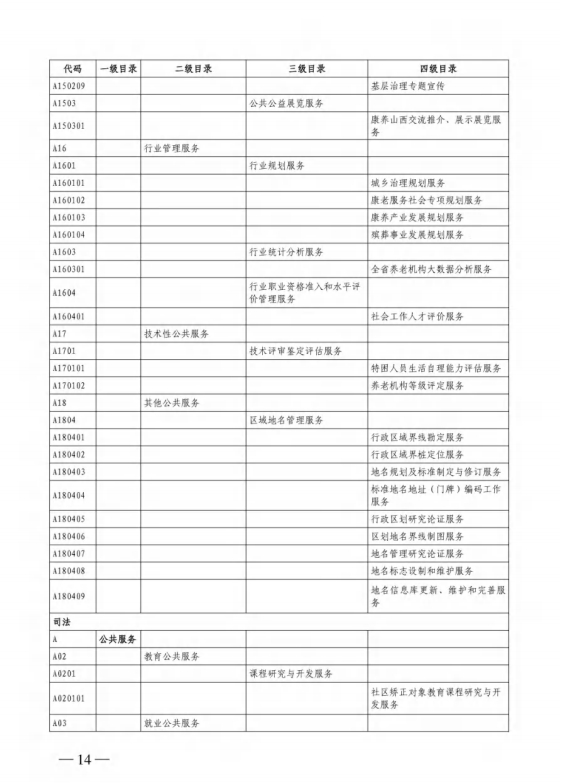 代码 一级目录 二级目录 三级目录 四级目录
A150209 基层治理专题宣传
A1503 公共公益展览服务
A150301 康养山西交流推介、展示展览服
务
A16 行业管理服务
A1601 行业规划服务
A160101 城乡治理规划服务
A160102 康老服务社会专项规划服务
A160103 康养产业发展规划服务
A160104 殡葬事业发展规划服务
A1603 行业统计分析服务
A160301 全省养老机构大数据分析服务
A1604 行业职业资格准入和水平评
价管理服务
A160401 社会工作人才评价服务
A17 技术性公共服务
A1701 技术评审鉴定评估服务
A170101 特困人员生活自理能力评估服务
A170102 养老机构等级评定服务
A18 其他公共服务
A1804 区域地名管理服务
A180401 行政区域界线勘定服务
A180402 行政区域界桩定位服务
A180403 地名规划及标准制定与修订服务
A180404 标准地名地址（门牌）编码工作
服务
A180405 行政区划研究论证服务
A180406 区划地名界线制图服务
A180407 地名管理研究论证服务
A180408 地名标志设制和维护服务
A180409 地名信息库更新、维护和完善服
务
司法
A 公共服务
A02 教育公共服务
A0201 课程研究与开发服务
A020101 社区矫正对象教育课程研究与开
发服务
A03 就业公共服务
— 14 —